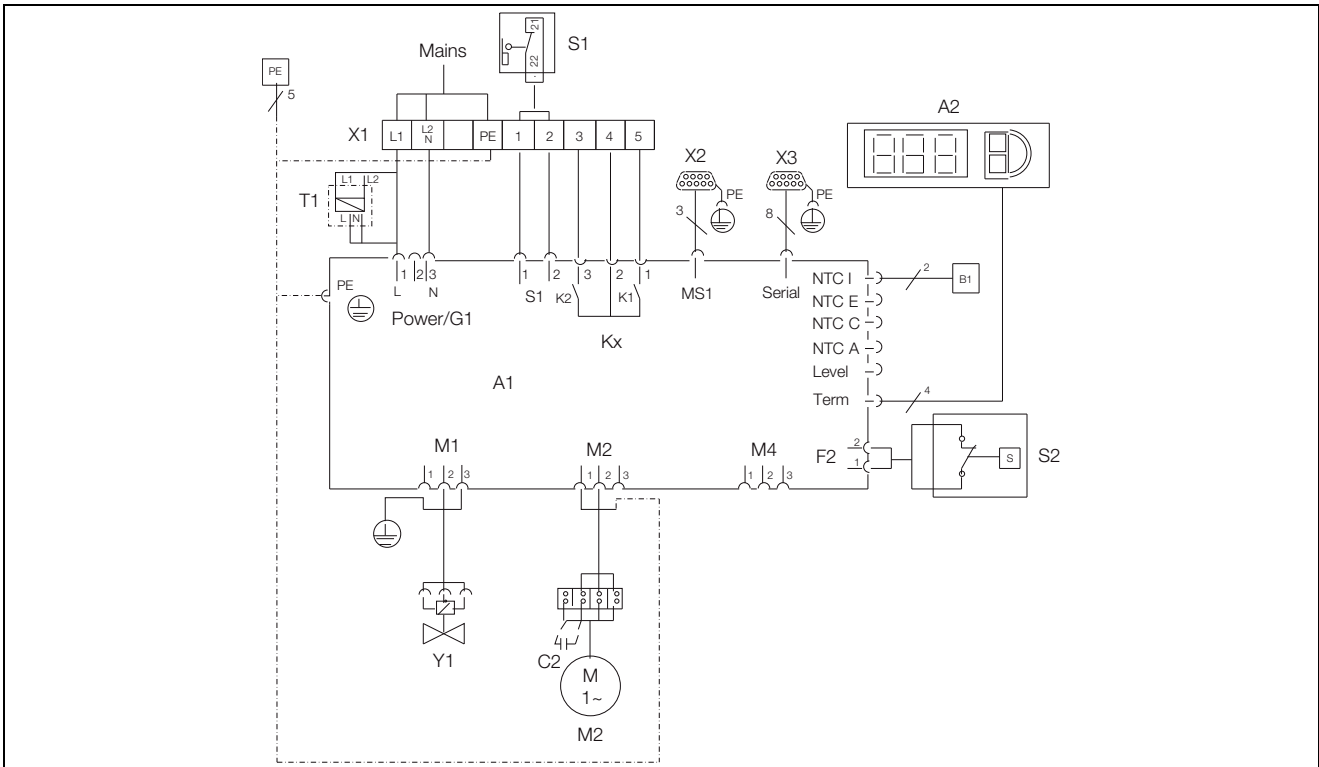 Mains
21
22
S1
PE
5
A2
X1
L1
L2
N
PE
1
2
3
4
5
X2
X3
PE
PE
T1
L1
L2
L
N
3
8
1
2
3
1
2
3
2
1
PE
L
N
S1
K2
K1
MS1
Serial
Power/G1
Kx
NTC I
2
B1
NTC E
NTC C
NTC A
Level
Term
4
A1
M1
M2
M4
F2
2
1
S
S2
1
2
3
1
2
3
1
2
3
Y1
C2
M
1~
M2